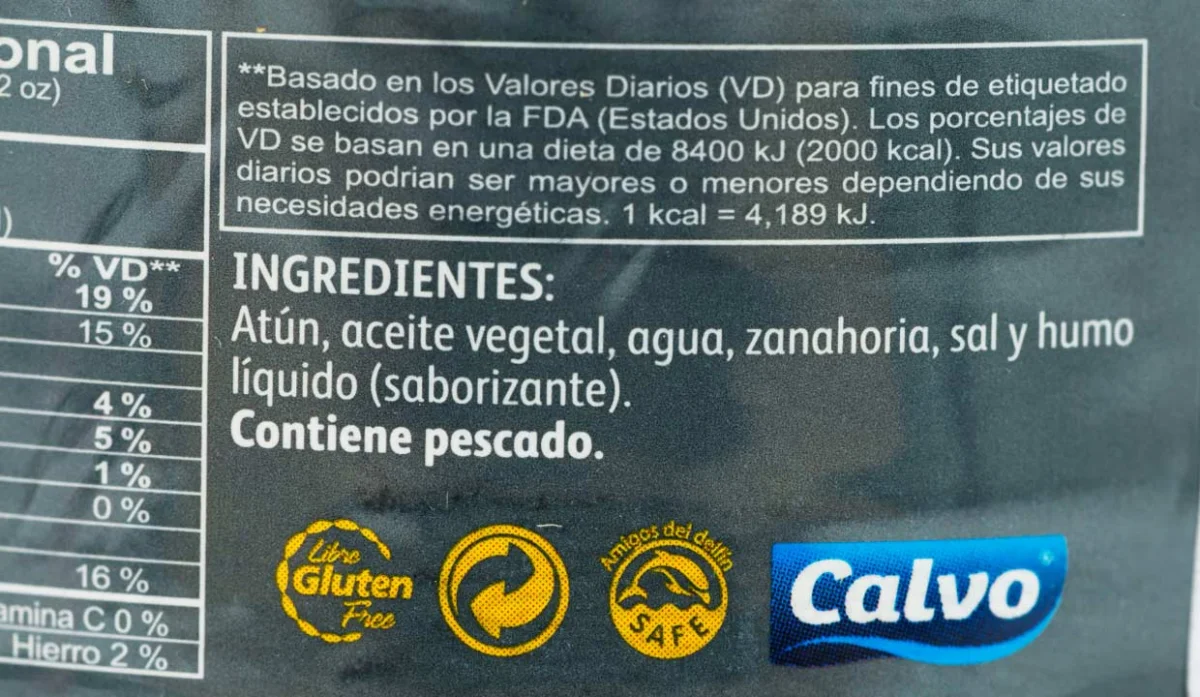 onal
2 oz)
% VD**
19 %
15 %
4 %
5 %
1 %
0 %
16 %
amina C 0 %
Hierro 2 %
**Basado en los Valores Diarios (VD) para fines de etiquetado
establecidos por la FDA (Estados Unidos). Los porcentajes de
VD se basan en una dieta de 8400 kJ (2000 kcal). Sus valores
diarios podrian ser mayores o menores dependiendo de sus
necesidades energéticas. 1 kcal = 4,189 kJ.
INGREDIENTES:
Atún, aceite vegetal, agua, zanahoria, sal y humo
líquido (saborizante).
Contiene pescado.
Libre
Gluten
Free
Amigos del delfín
SAFE
Calvo